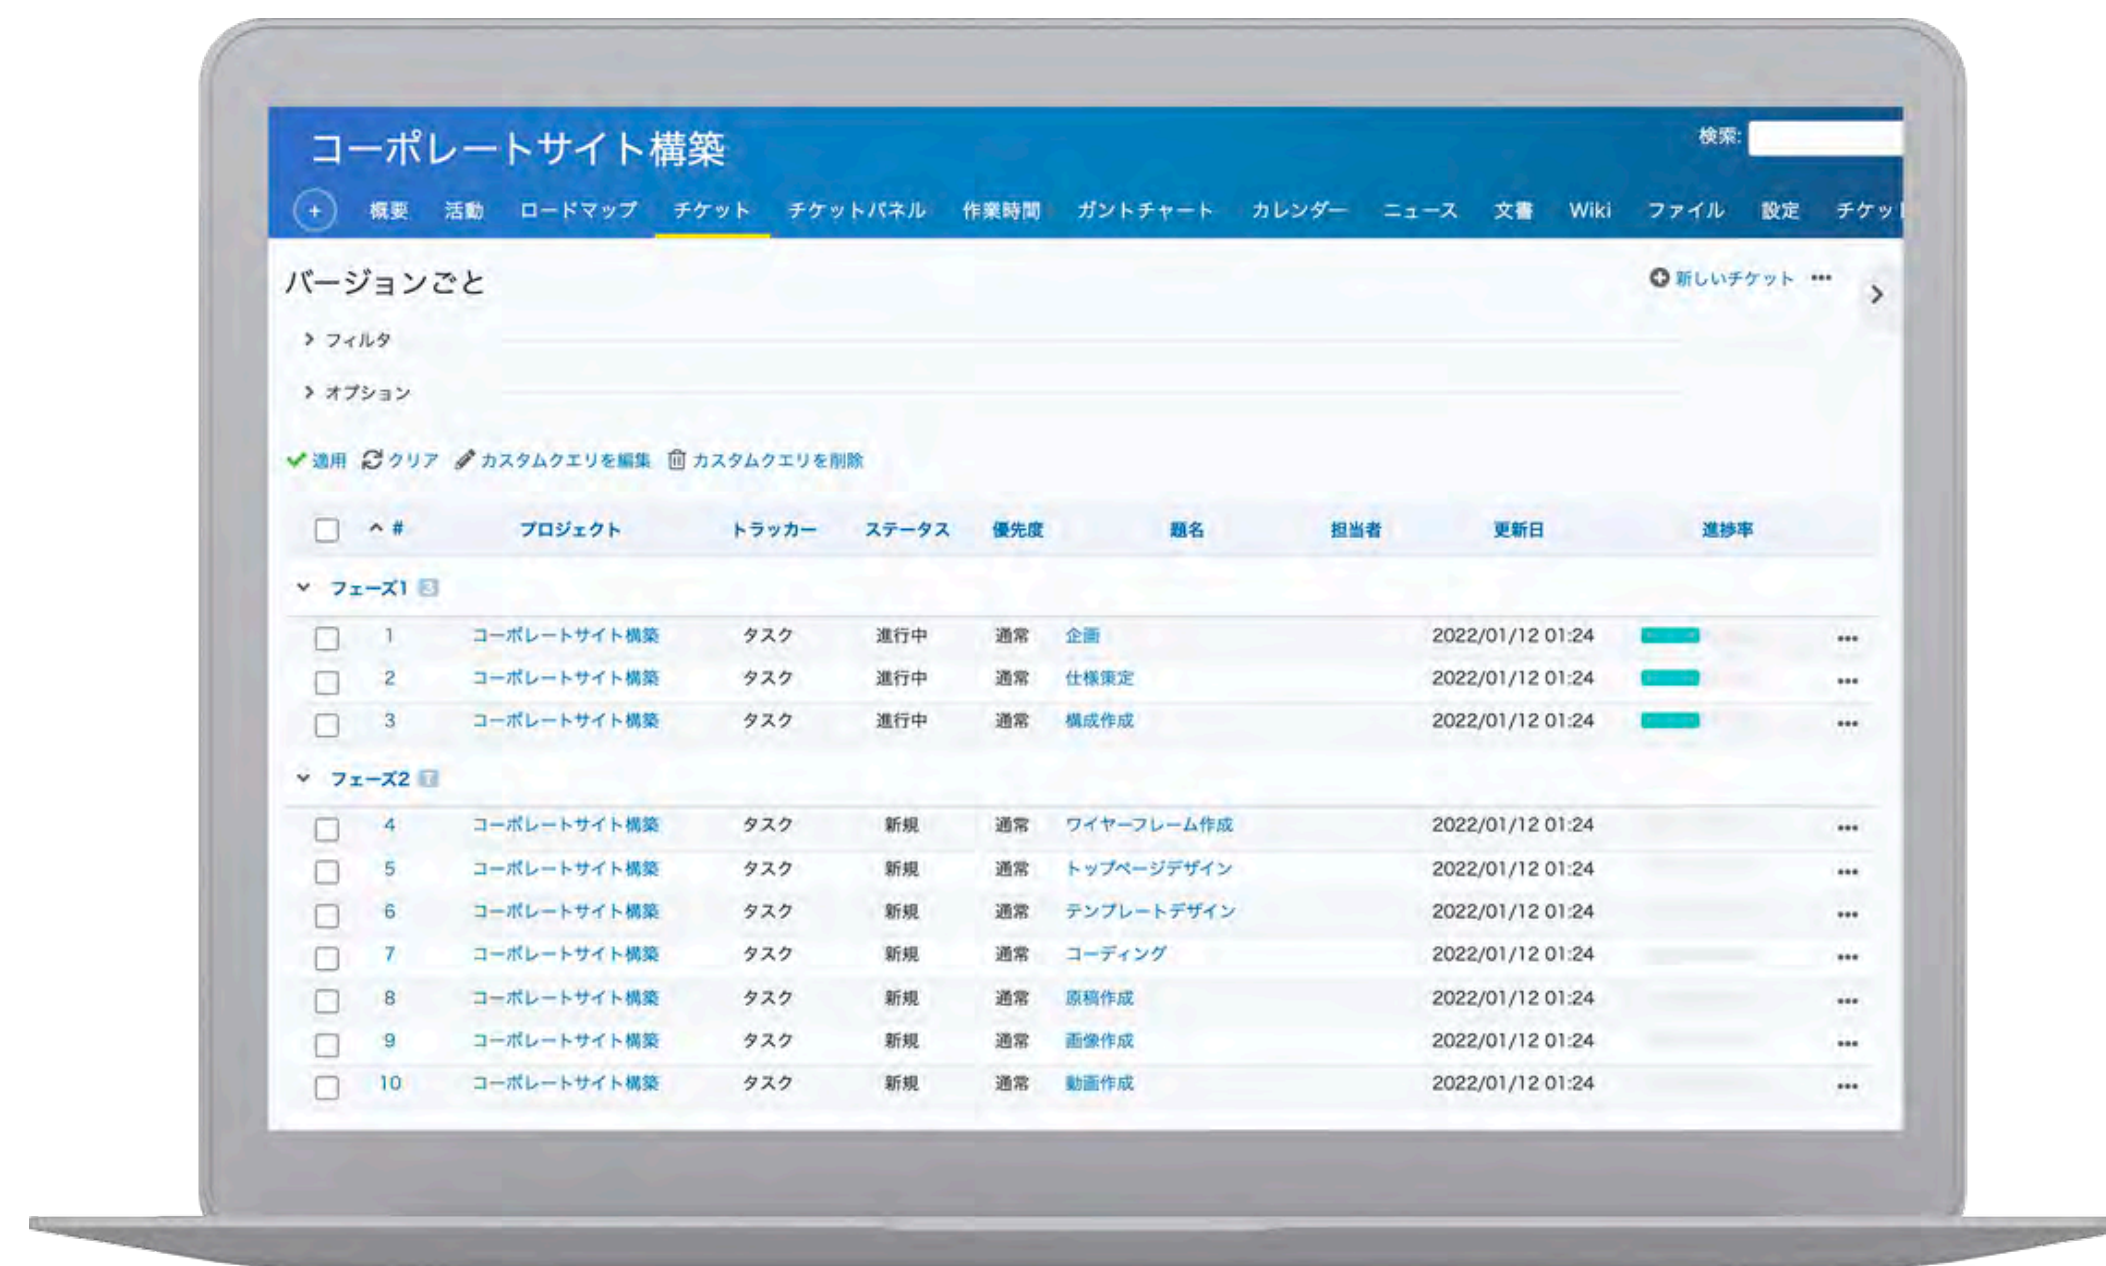 コーポレートサイト構築
検索:
+ 概要 活動 ロードマップ チケット チケットパネル 作業時間 ガントチャート カレンダー ニュース 文書 Wiki ファイル 設定 チケッ
バージョンごと
新しいチケット •••
フィルタ
オプション
適用 クリア カスタムクエリを編集 カスタムクエリを削除
# プロジェクト トラッカー ステータス 優先度 題名 担当者 更新日 進捗率
フェーズ1 3
1 コーポレートサイト構築 タスク 進行中 通常 企画 2022/01/12 01:24 •••
2 コーポレートサイト構築 タスク 進行中 通常 仕様策定 2022/01/12 01:24 •••
3 コーポレートサイト構築 タスク 進行中 通常 構成作成 2022/01/12 01:24 •••
フェーズ2
4 コーポレートサイト構築 タスク 新規 通常 ワイヤーフレーム作成 2022/01/12 01:24 •••
5 コーポレートサイト構築 タスク 新規 通常 トップページデザイン 2022/01/12 01:24 •••
6 コーポレートサイト構築 タスク 新規 通常 テンプレートデザイン 2022/01/12 01:24 •••
7 コーポレートサイト構築 タスク 新規 通常 コーディング 2022/01/12 01:24 •••
8 コーポレートサイト構築 タスク 新規 通常 原稿作成 2022/01/12 01:24 •••
9 コーポレートサイト構築 タスク 新規 通常 画像作成 2022/01/12 01:24 •••
10 コーポレートサイト構築 タスク 新規 通常 動画作成 2022/01/12 01:24 •••